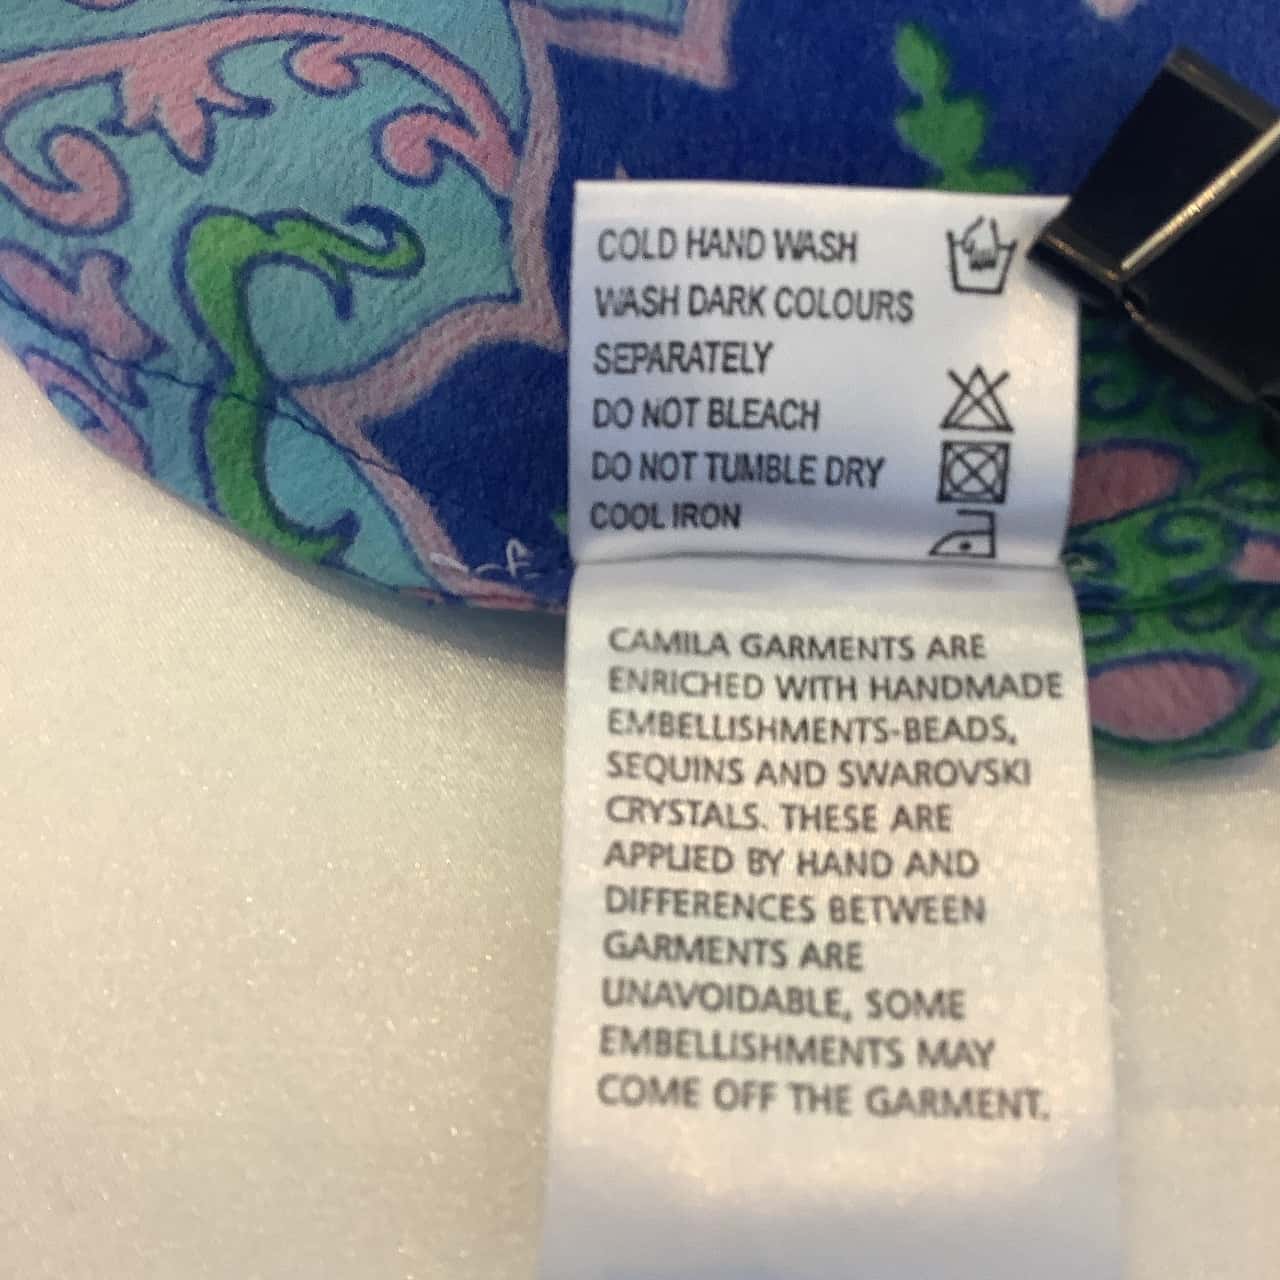 COLD HAND WASH
WASH DARK COLOURS
SEPARATELY
DO NOT BLEACH
DO NOT TUMBLE DRY
COOL IRON
CAMILA GARMENTS ARE
ENRICHED WITH HANDMADE
EMBELLISHMENTS-BEADS,
SEQUINS AND SWAROVSKI
CRYSTALS. THESE ARE
APPLIED BY HAND AND
DIFFERENCES BETWEEN
GARMENTS ARE
UNAVOIDABLE, SOME
EMBELLISHMENTS MAY
COME OFF THE GARMENT.